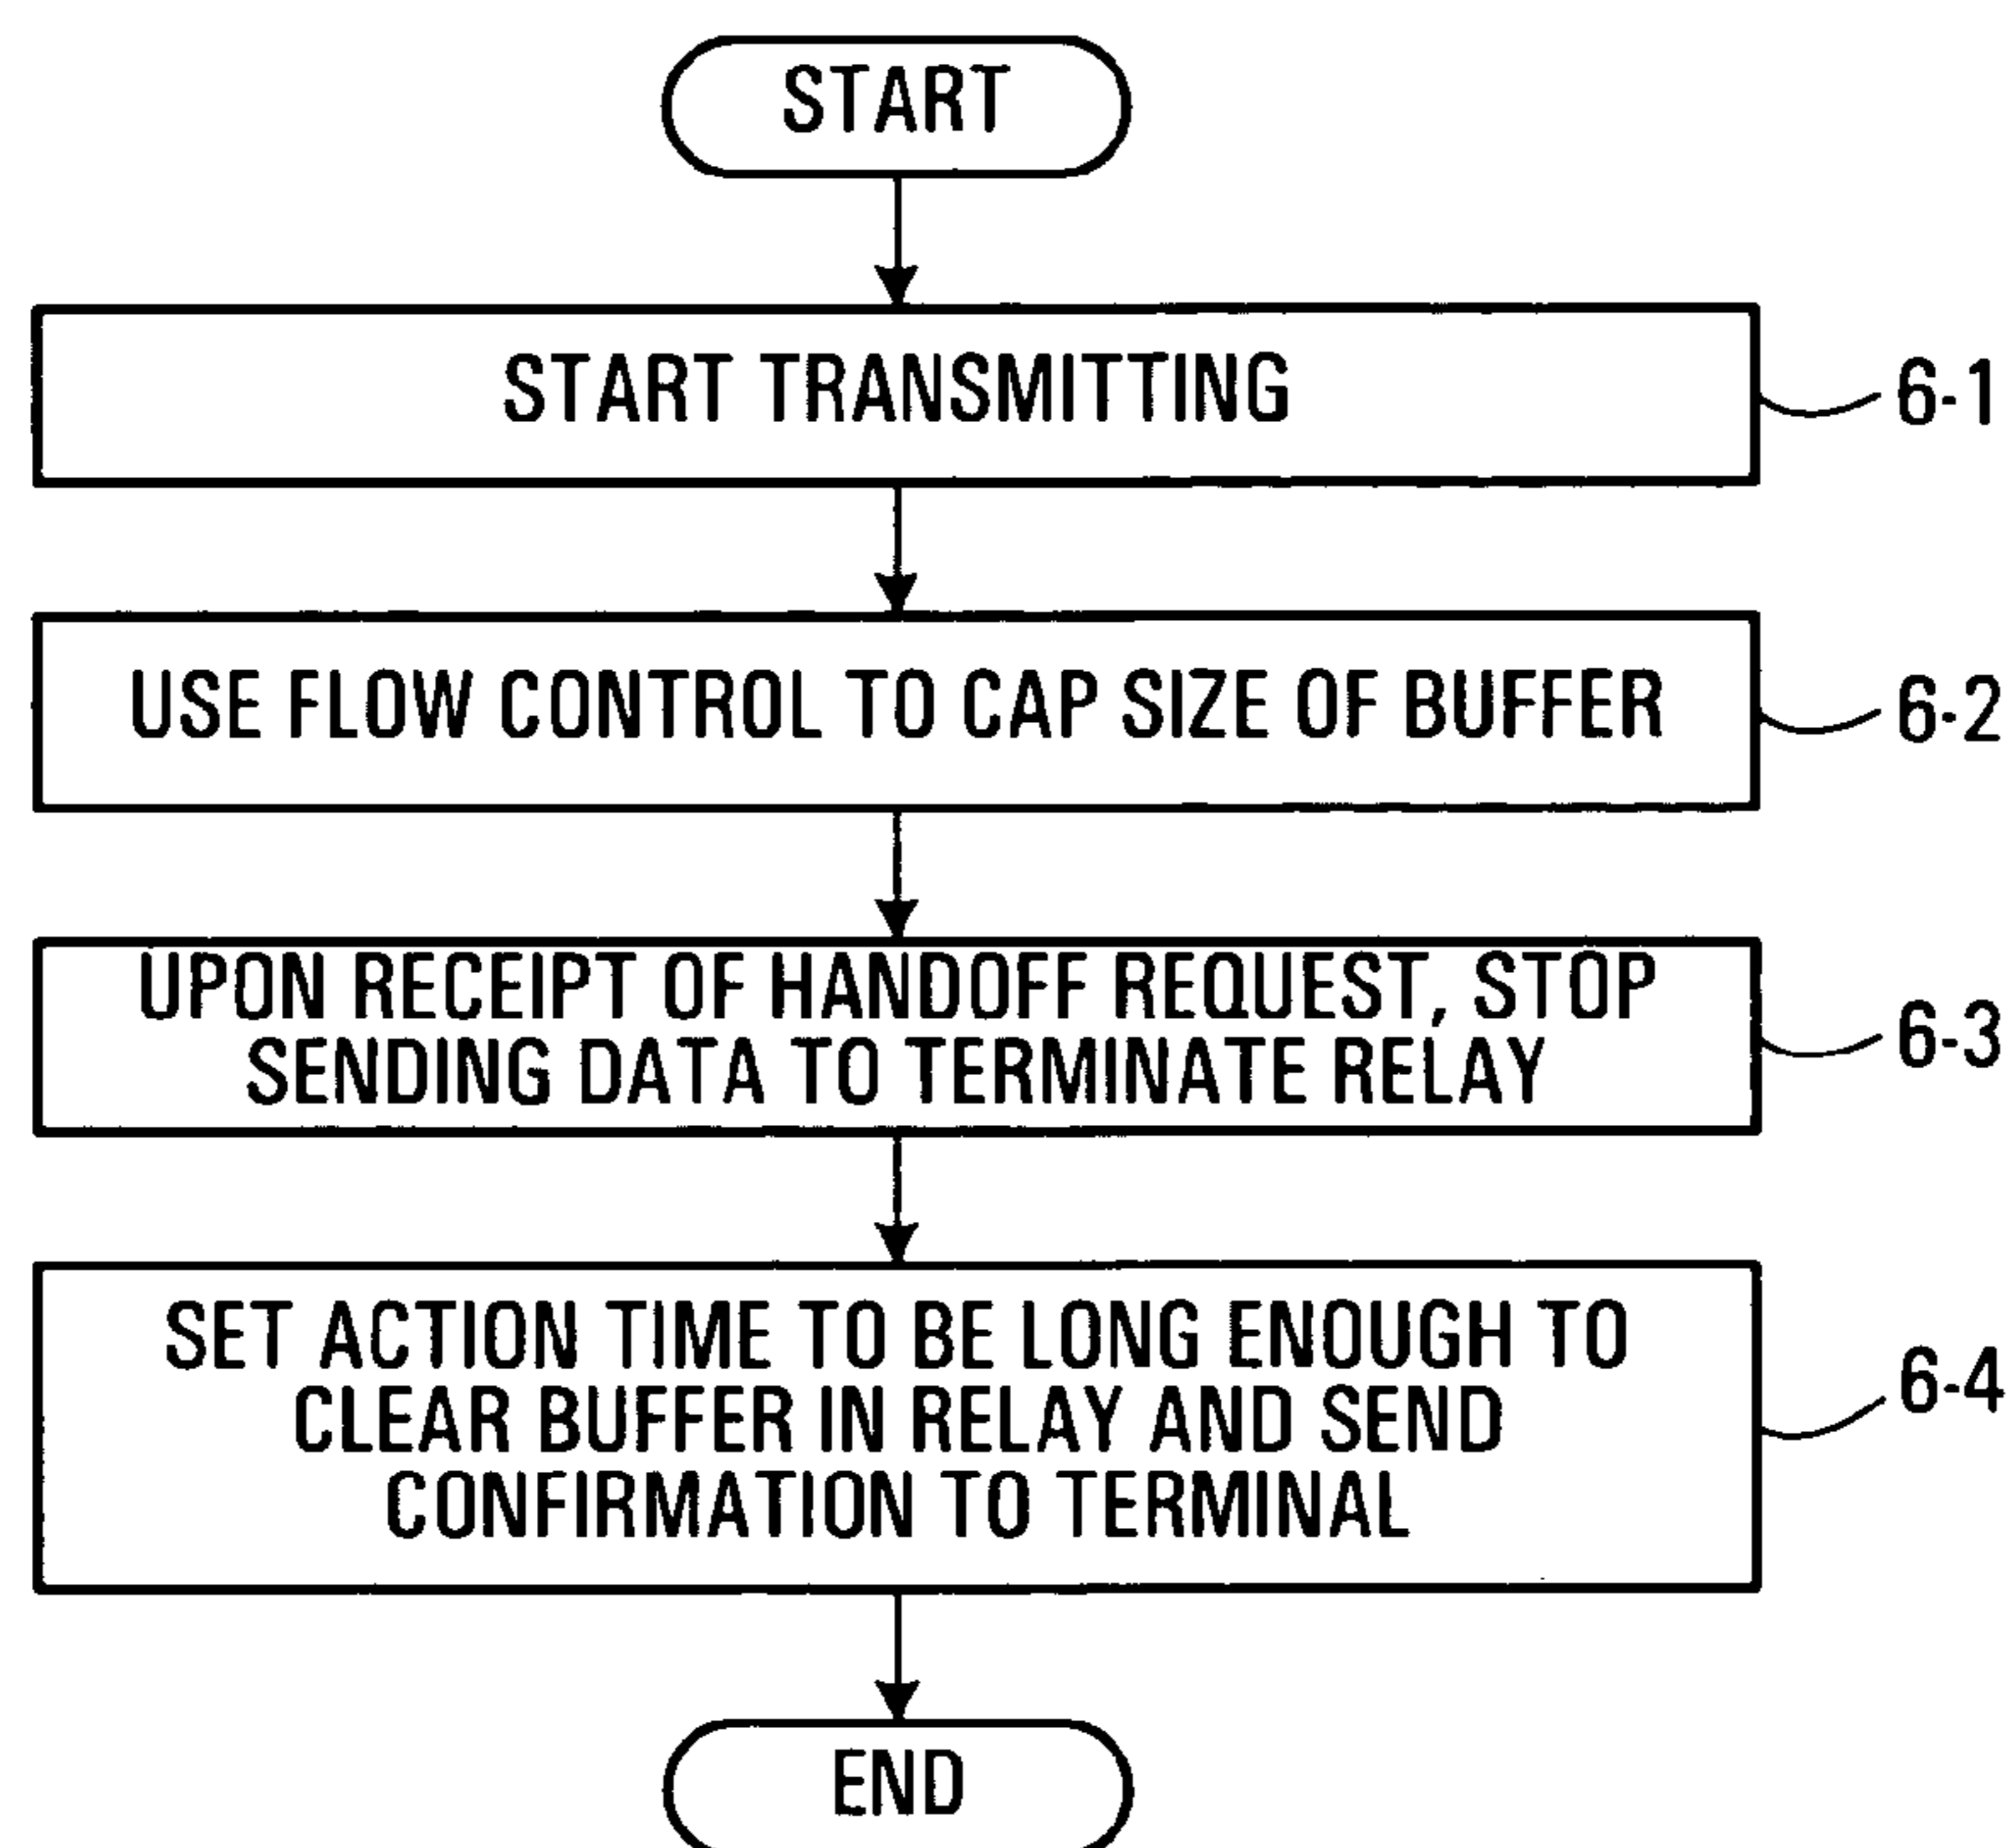 START
START TRANSMITTING
6-1
USE FLOW CONTROL TO CAP SIZE OF BUFFER
6-2
UPON RECEIPT OF HANDOFF REQUEST, STOP
SENDING DATA TO TERMINATE RELAY
6-3
SET ACTION TIME TO BE LONG ENOUGH TO
CLEAR BUFFER IN RELAY AND SEND
CONFIRMATION TO TERMINAL
6-4
END